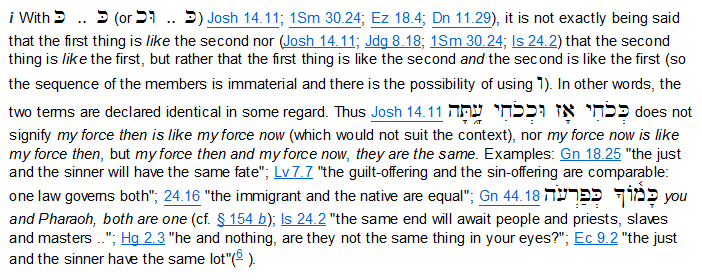 i With כְּ .. כְּ (or וּכְ .. כְּ) Josh 14.11; 1Sm 30.24; Ez 18.4; Dn 11.29), it is not exactly being said
that the first thing is like the second nor (Josh 14.11; Jdg 8.18; 1Sm 30.24; Is 24.2) that the second
thing is like the first, but rather that the first thing is like the second and the second is like the first (so
the sequence of the members is immaterial and there is the possibility of using וְ). In other words, the
two terms are declared identical in some regard. Thus Josh 14.11 כְּכֹחִי אָז וּכְכֹחִי עָ֫תָּה does not
signify my force then is like my force now (which would not suit the context), nor my force now is like
my force then, but my force then and my force now, they are the same. Examples: Gn 18.25 "the just
and the sinner will have the same fate"; Lv 7.7 "the guilt-offering and the sin-offering are comparable:
one law governs both"; 24.16 "the immigrant and the native are equal"; Gn 44.18 כָּמ֫וֹךָ כְּפַרְעֹה you
and Pharaoh, both are one (cf. § 154 b); Is 24.2 "the same end will await people and priests, slaves
and masters .."; Hg 2.3 "he and nothing, are they not the same thing in your eyes?"; Ec 9.2 "the just
and the sinner have the same lot"(6 ).